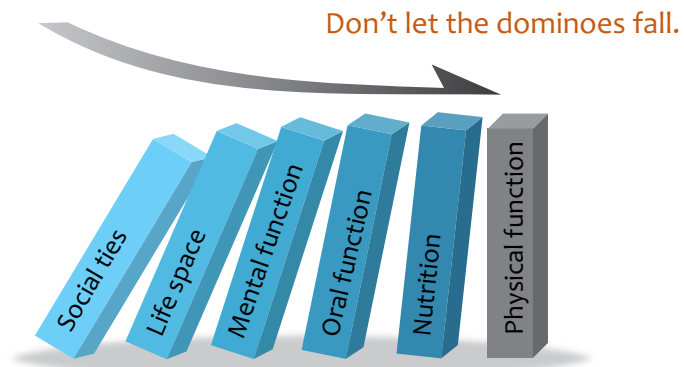 Don’t let the dominoes fall.
Social ties
Life space
Mental function
Oral function
Nutrition
Physical function